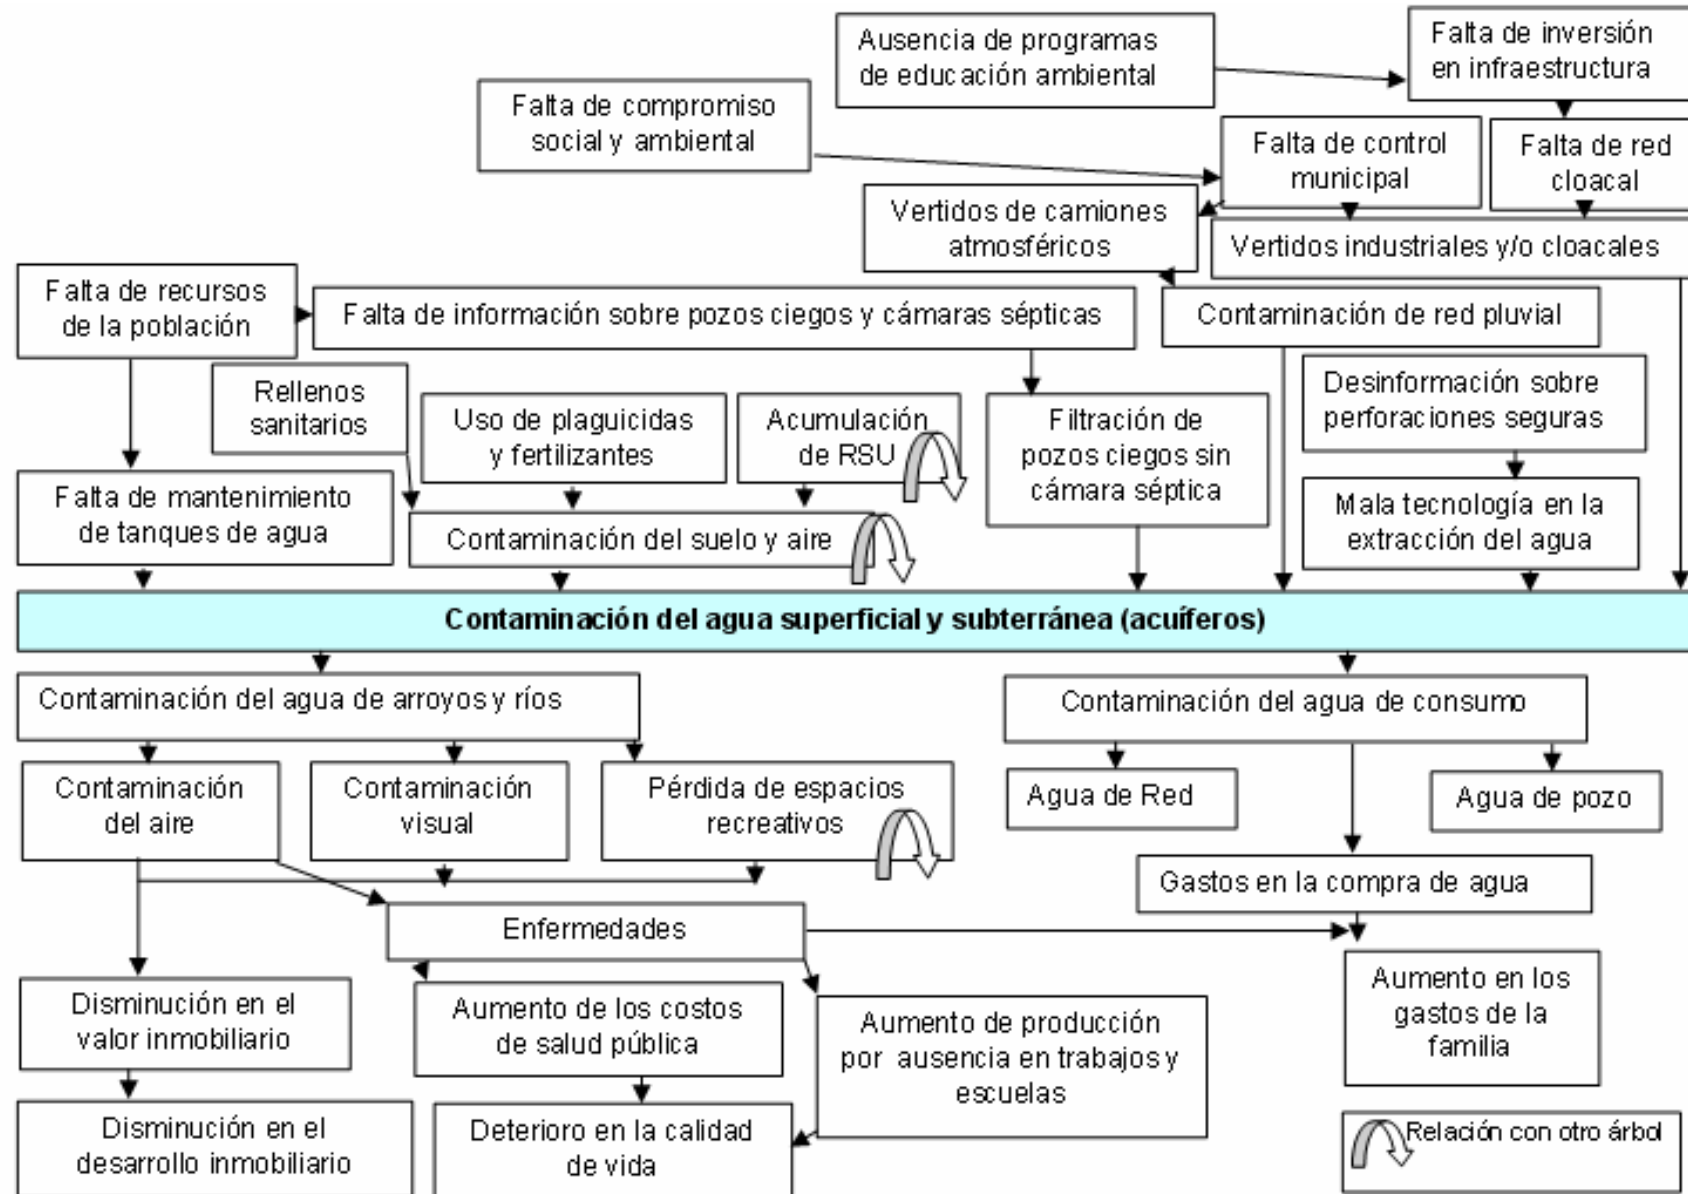 Ausencia de programas
de educación ambiental
Falta de inversión
en infraestructura
Falta de compromiso
social y ambiental
Falta de control
municipal
Falta de red
cloacal
Vertidos de camiones
atmosféricos
Vertidos industriales y/o cloacales
Falta de recursos
de la población
Falta de información sobre pozos ciegos y cámaras sépticas
Contaminación de red pluvial
Rellenos
sanitarios
Uso de plaguicidas
y fertilizantes
Acumulación
de RSU
Filtración de
pozos ciegos sin
cámara séptica
Desinformación sobre
perforaciones seguras
Falta de mantenimiento
de tanques de agua
Contaminación del suelo y aire
Mala tecnología en la
extracción del agua
Contaminación del agua superficial y subterránea (acuíferos)
Contaminación del agua de arroyos y ríos
Contaminación del agua de consumo
Contaminación
del aire
Contaminación
visual
Pérdida de espacios
recreativos
Agua de Red
Agua de pozo
Gastos en la compra de agua
Enfermedades
Disminución en el
valor inmobiliario
Aumento de los costos
de salud pública
Aumento de producción
por ausencia en trabajos y
escuelas
Aumento en los
gastos de la
familia
Disminución en el
desarrollo inmobiliario
Deterioro en la calidad
de vida
Relación con otro árbol